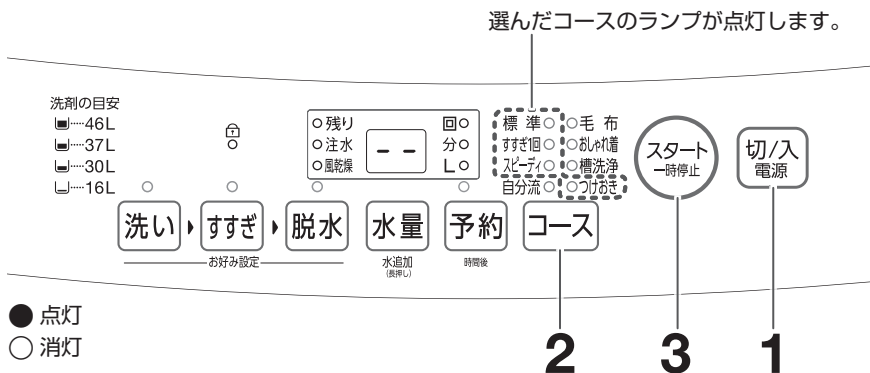 選んだコースのランプが点灯します。
洗剤の目安
46L
37L
30L
16L
残り
注水
風乾燥
--
回
分
L
標準
すすぎ1回
スピーディ
自分流
毛布
おしゃれ着
槽洗浄
つけおき
スタート
一時停止
切/入
電源
洗い
すすぎ
脱水
水量
予約
コース
お好み設定
水追加
(長押し)
時間後
● 点灯
○ 消灯
2
3
1